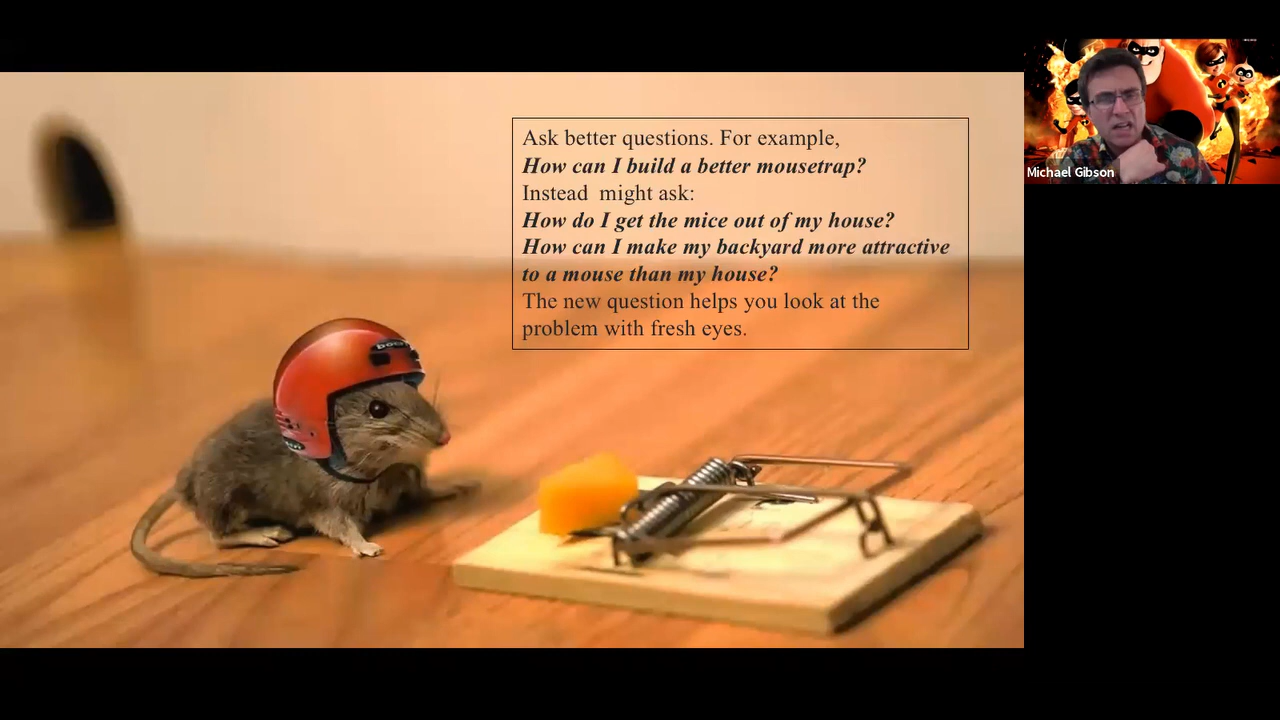 Ask better questions. For example,
How can I build a better mousetrap?
Instead  might ask:
How do I get the mice out of my house?
How can I make my backyard more attractive
to a mouse than my house?
The new question helps you look at the
problem with fresh eyes.
Michael Gibson